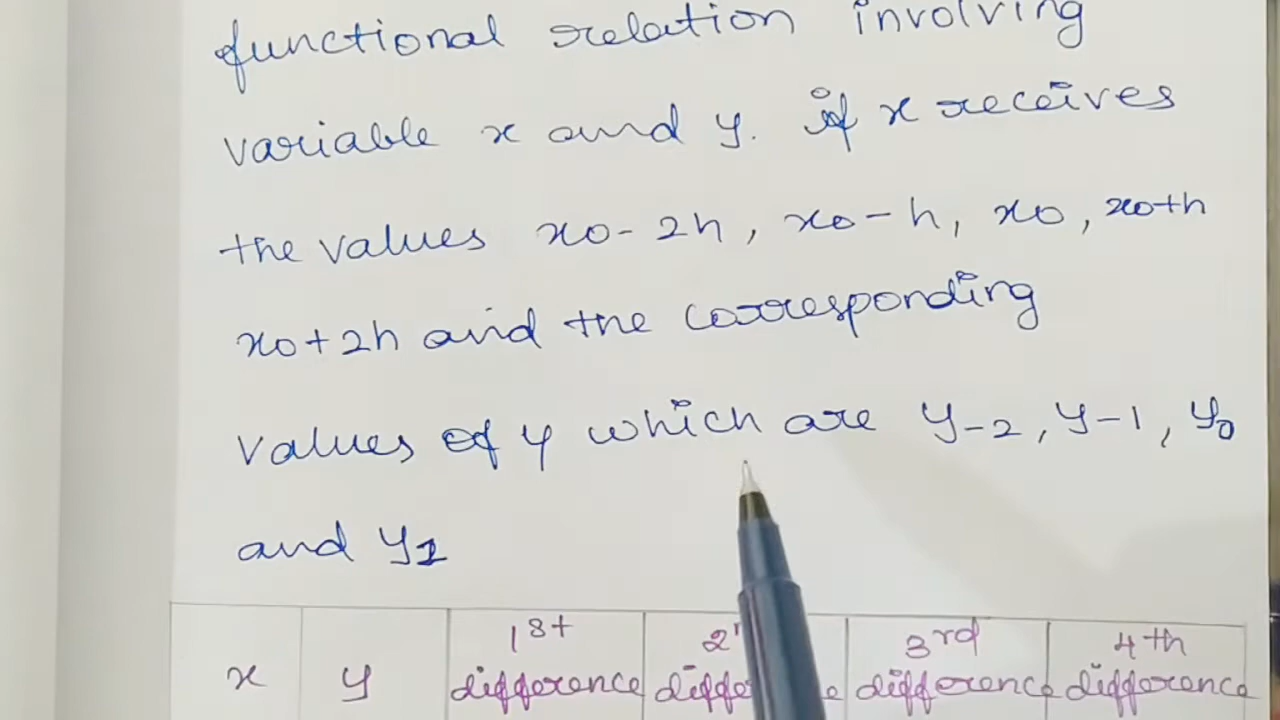 functional relation involving
variable x and y. if x receives
the values x0 - 2h, x0 - h, x0, x0+h
x0 + 2h and the corresponding
values of y which are y-2, y-1, y0
and y1
x y 1st difference 3rd difference 4th difference